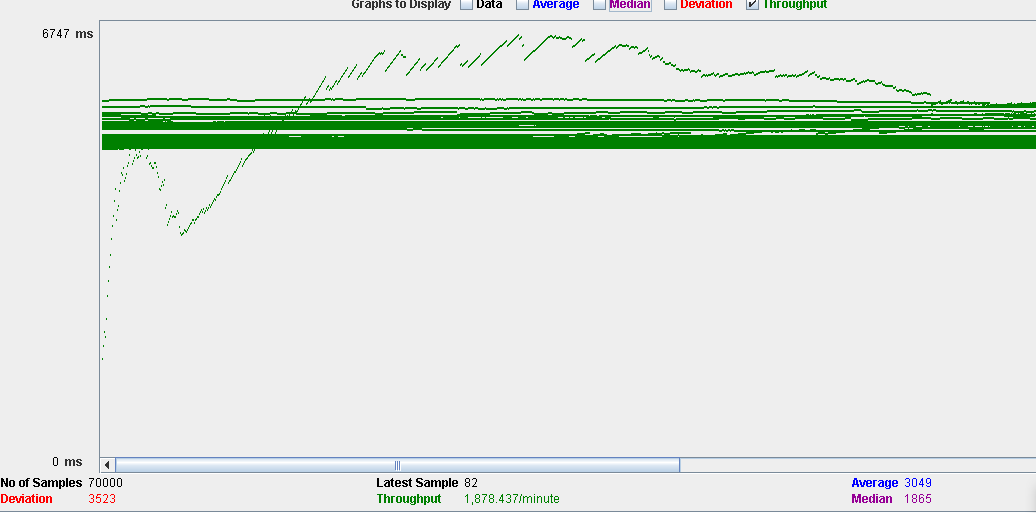 Graphs to Display Data Average Median Deviation Throughput
6747 ms
0 ms
No of Samples 70000 Latest Sample 82 Average 3049
Deviation 3523 Throughput 1,878.437/minute Median 1865